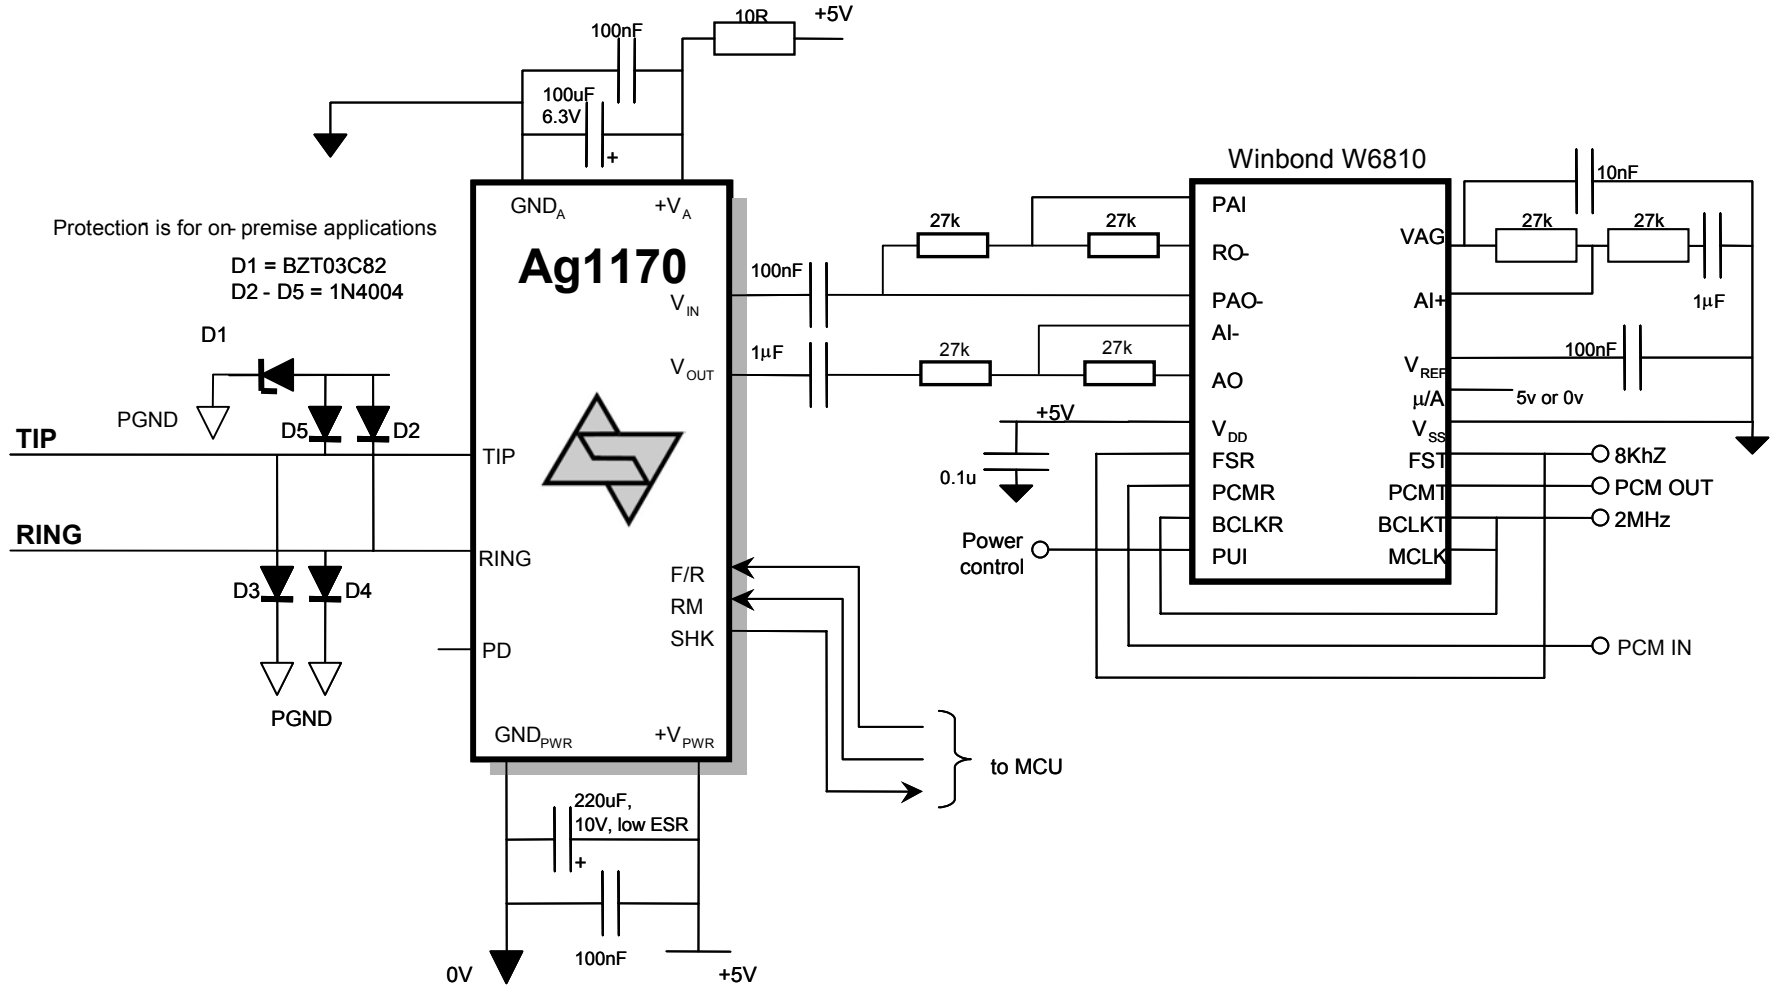 10R
+5V
100nF
100uF
6.3V
+
Winbond W6810
10nF
GNDA
+VA
PAI
Protection is for on- premise applications
27k
27k
VAG
27k
27k
Ag1170
RO-
D1 = BZT03C82
D2 - D5 = 1N4004
100nF
VIN
PAO-
AI+
1µF
D1
AI-
1µF
27k
27k
100nF
VOUT
VREF
AO
µ/A
5v or 0v
PGND
D5
D2
+5V
VDD
VSS
TIP
TIP
FSR
FST
8KhZ
0.1u
PCMR
PCMT
PCM OUT
RING
BCLKR
BCLKT
2MHz
RING
Power
control
PUI
MCLK
F/R
D3
D4
RM
SHK
PD
PCM IN
PGND
GNDPWR
+VPWR
to MCU
220uF,
10V, low ESR
+
100nF
0V
+5V